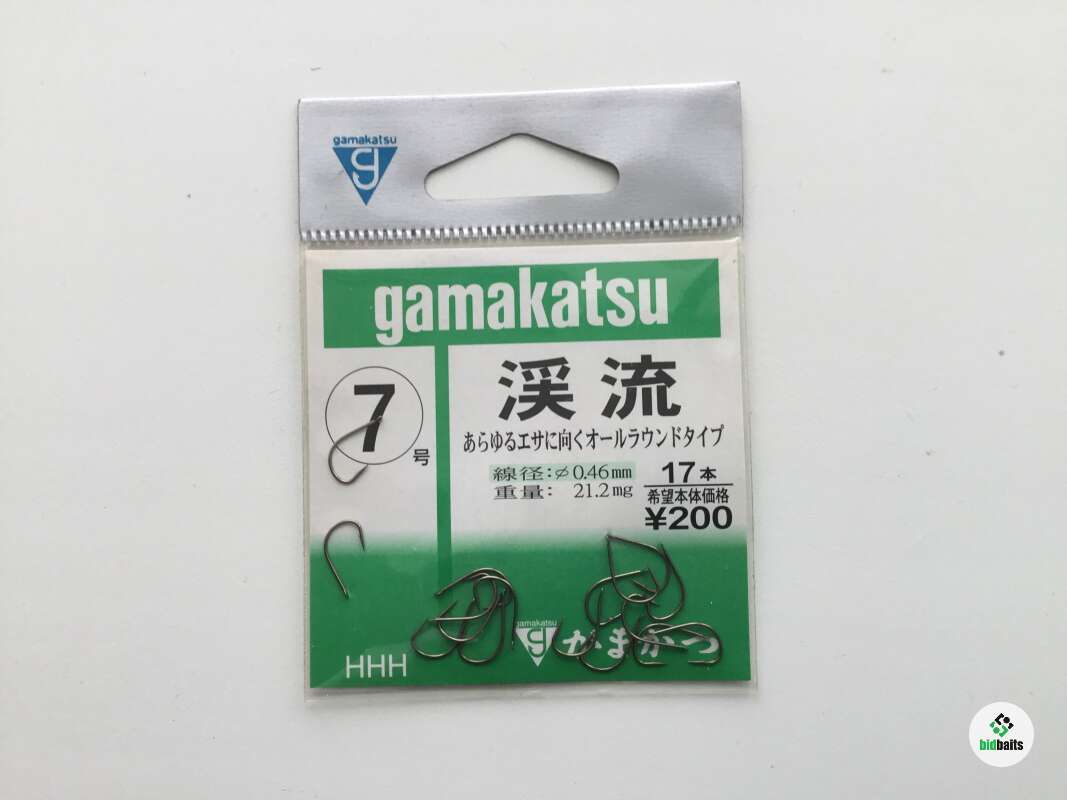 gamakatsu
g
gamakatsu
渓流
7号
あらゆるエサに向くオールラウンドタイプ
線径:φ0.46mm
重量: 21.2mg
17本
希望本体価格
¥200
gamakatsu
g がまかつ
HHH
bidbaits